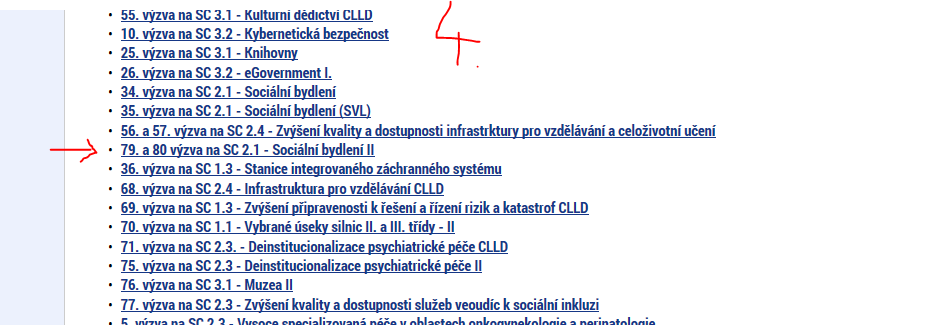 55. výzva na SC 3.1 - Kulturní dědictví CLLD
4.
10. výzva na SC 3.2 - Kybernetická bezpečnost
25. výzva na SC 3.1 - Knihovny
26. výzva na SC 3.2 - eGovernment I.
34. výzva na SC 2.1 - Sociální bydlení
35. výzva na SC 2.1 - Sociální bydlení (SVL)
56. a 57. výzva na SC 2.4 - Zvýšení kvality a dostupnosti infrastrktury pro vzdělávání a celoživotní učení
79. a 80 výzva na SC 2.1 - Sociální bydlení II
36. výzva na SC 1.3 - Stanice integrovaného záchranného systému
68. výzva na SC 2.4 - Infrastruktura pro vzdělávání CLLD
69. výzva na SC 1.3 - Zvýšení připravenosti k řešení a řízení rizik a katastrof CLLD
70. výzva na SC 1.1 - Vybrané úseky silnic II. a III. třídy - II
71. výzva na SC 2.3. - Deinstitucionalizace psychiatrické péče CLLD
75. výzva na SC 2.3 - Deinstitucionalizace psychiatrické péče II
76. výzva na SC 3.1 - Muzea II
77. výzva na SC 2.3 - Zvýšení kvality a dostupnosti služeb veoudíc k sociální inkluzi
5. výzva na SC 2.3 - Vysoce specializovaná péče v oblastech onkogynekologie a perinatologie